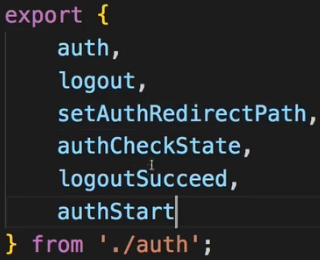 export {
    auth,
    logout,
    setAuthRedirectPath,
    authCheckState,
    logoutSucceed,
    authStart
} from './auth';